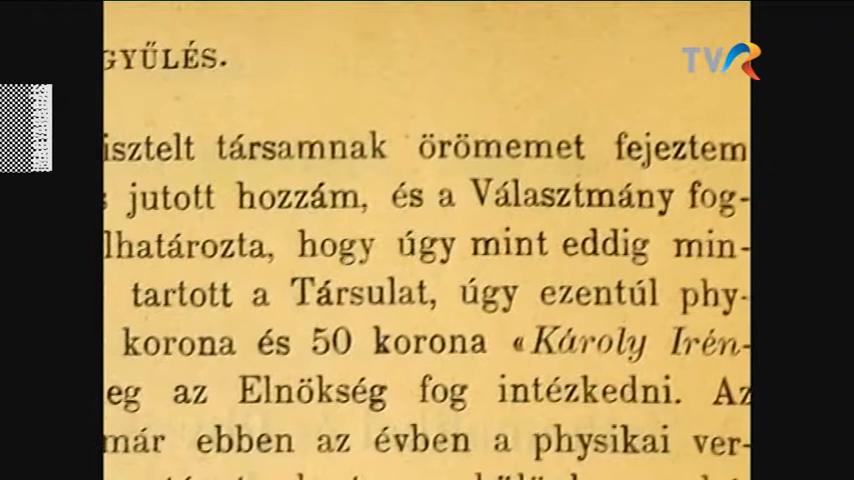 GYŰLÉS.
TVR
isztelt társamnak örömemet fejeztem
jutott hozzám, és a Választmány fog-
lhatározta, hogy úgy mint eddig min-
tartott a Társulat, úgy ezentúl phy-
korona és 50 korona «Károly Irén-
eg az Elnökség fog intézkedni. Az
már ebben az évben a physikai ver-